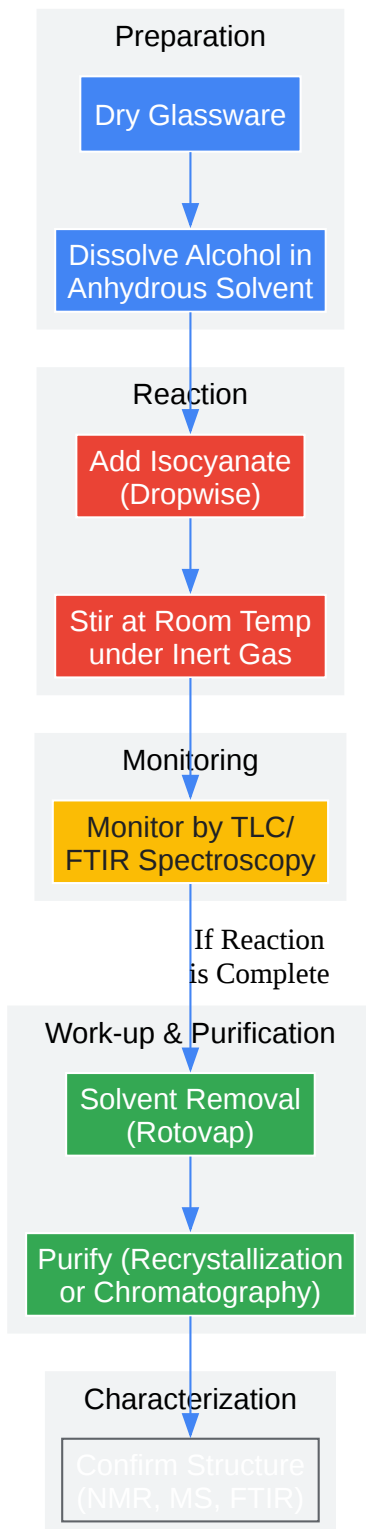 Preparation
Dry Glassware
Dissolve Alcohol in
Anhydrous Solvent
Reaction
Add Isocyanate
(Dropwise)
Stir at Room Temp
under Inert Gas
Monitoring
Monitor by TLC/
FTIR Spectroscopy
If Reaction
is Complete
Work-up & Purification
Solvent Removal
(Rotovap)
Purify (Recrystallization
or Chromatography)
Characterization
Confirm Structure
(NMR, MS, FTIR)